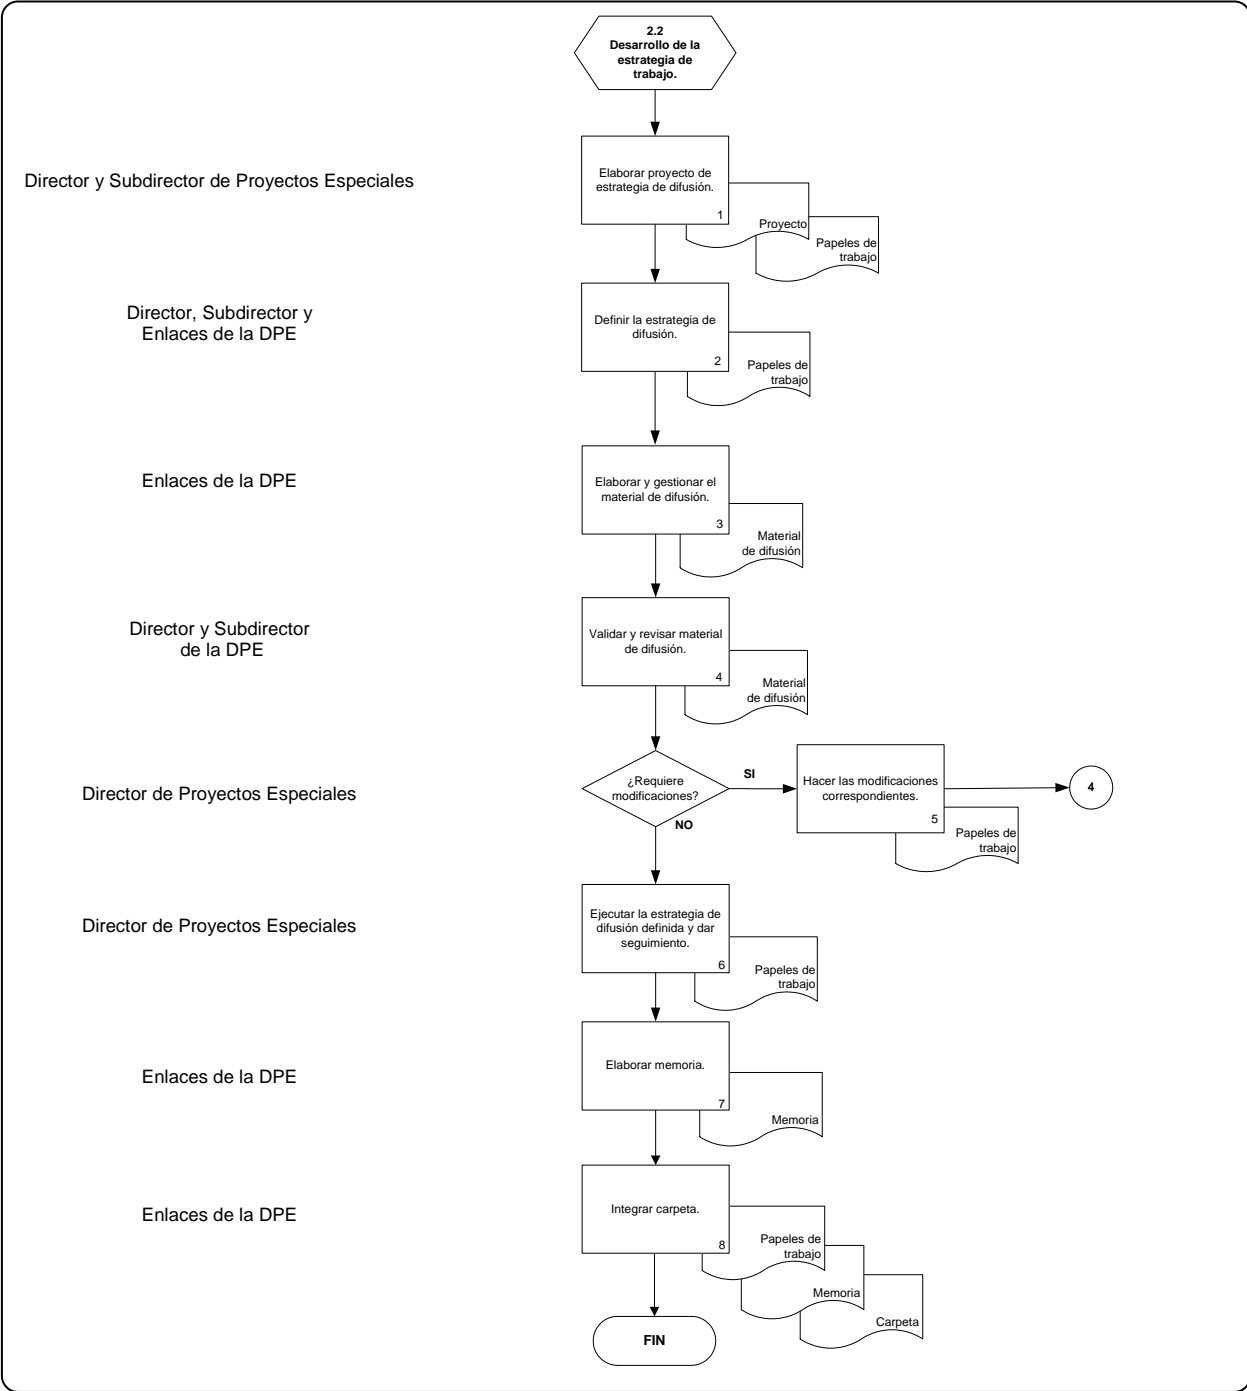 2.2
Desarrollo de la
estrategia de
trabajo.
Director y Subdirector de Proyectos Especiales
Elaborar proyecto de
estrategia de difusión.
1
Proyecto
Papeles de
trabajo
Director, Subdirector y
Enlaces de la DPE
Definir la estrategia de
difusión.
2
Papeles de
trabajo
Enlaces de la DPE
Elaborar y gestionar el
material de difusión.
3
Material
de difusión
Director y Subdirector
de la DPE
Validar y revisar material
de difusión.
4
Material
de difusión
Director de Proyectos Especiales
¿Requiere
modificaciones?
SI
NO
Hacer las modificaciones
correspondientes.
5
Papeles de
trabajo
4
Director de Proyectos Especiales
Ejecutar la estrategia de
difusión definida y dar
seguimiento.
6
Papeles de
trabajo
Enlaces de la DPE
Elaborar memoria.
7
Memoria
Enlaces de la DPE
Integrar carpeta.
8
Papeles de
trabajo
Memoria
Carpeta
FIN